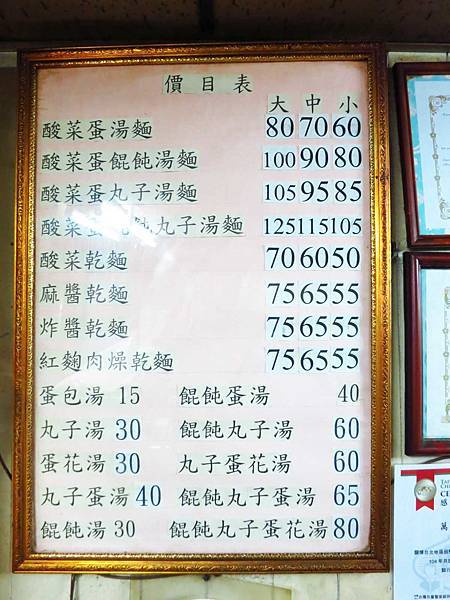 價目表
大 中 小
酸菜蛋湯麵 80 70 60
酸菜蛋餛飩湯麵 100 90 80
酸菜蛋丸子湯麵 105 95 85
酸菜蛋餛飩丸子湯麵 125 115 105
酸菜乾麵 70 60 50
麻醬乾麵 75 65 55
炸醬乾麵 75 65 55
紅麴肉燥乾麵 75 65 55
蛋包湯 15 餛飩蛋湯 40
丸子湯 30 餛飩丸子湯 60
蛋花湯 30 丸子蛋花湯 60
丸子蛋湯 40 餛飩丸子蛋湯 65
餛飩湯 30 餛飩丸子蛋花湯 80
感
萬